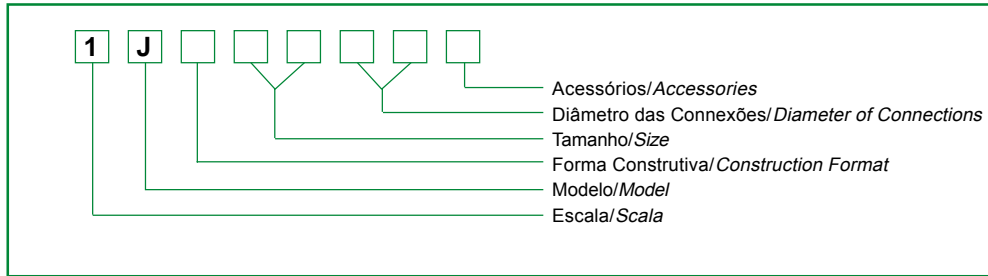 1 J
Acessórios/Accessories
Diâmetro das Connexões/Diameter of Connections
Tamanho/Size
Forma Construtiva/Construction Format
Modelo/Model
Escala/Scala